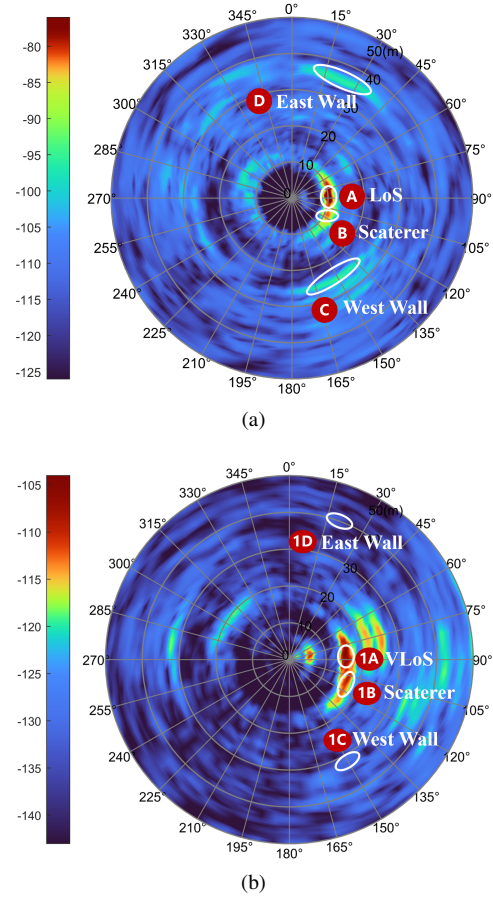 0°
345° 15°
-80 330° 30°
50(m)
315° 45°
-85 40
D East Wall
30
-90 300° 60°
20
-95 285° 75°
10
-100 270° 0 A LoS 90°
-105 255° B Scaterer 105°
-110 240° 120°
C West Wall
-115 225° 135°
-120 210° 150°
195° 165°
-125 180°
(a)
0°
345° 15°
-105 330° 30°
50(m)
315° 45°
-110 1D East Wall
30
-115 300° 60°
20
285° 75°
-120 10
270° 0 1A VLoS 90°
-125
255° 1B Scaterer 105°
-130
240° 1C West Wall 120°
-135 225° 135°
-140 210° 150°
195° 165°
180°
(b)